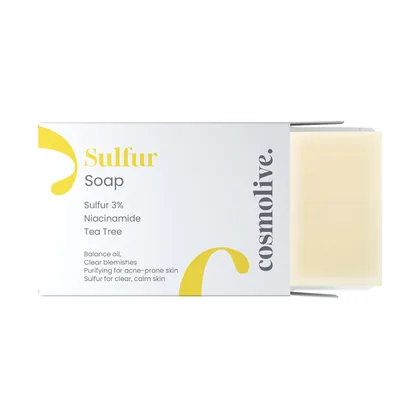 Sulfur
Soap
Sulfur 3%
Niacinamide
Tea Tree
Balance oil,
Clear blemishes
Purifying for acne-prone skin
Sulfur for clear, calm skin
cosmolive.